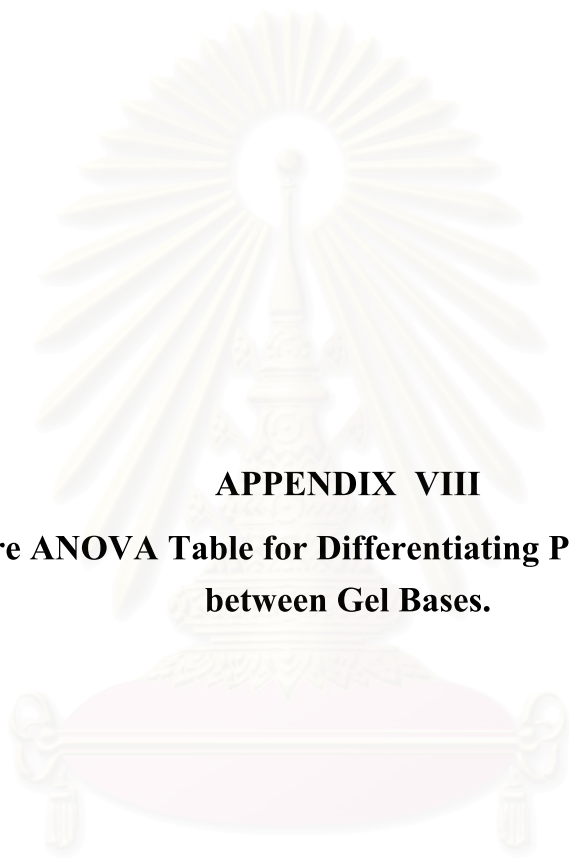 APPENDIX VIII
re ANOVA Table for Differentiating P
between Gel Bases.